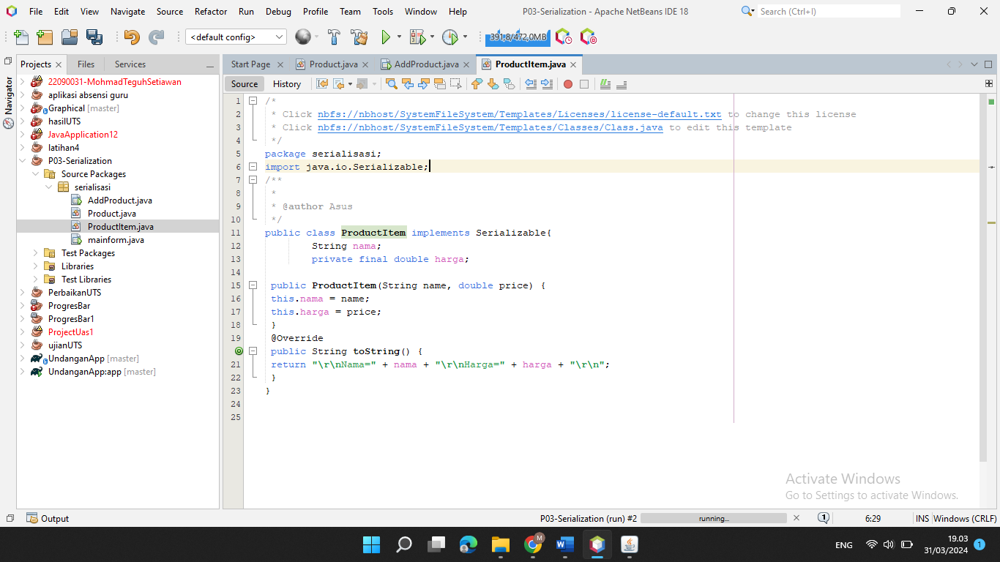 File Edit View Navigate Source Refactor Run Debug Profile Team Tools Window Help P03-Serialization - Apache NetBeans IDE 18 Search (Ctrl+I)
<default config> 391,8/472,0MB
Projects Files Services
Start Page Product.java AddProduct.java ProductItem.java
Source History
Navigator
22090031-MohmadTeguhSetiawan
aplikasi absensi guru
Graphical [master]
hasilUTS
JavaApplication12
latihan4
P03-Serialization
Source Packages
serialisasi
AddProduct.java
Product.java
ProductItem.java
mainform.java
Test Packages
Libraries
Test Libraries
PerbaikanUTS
ProgresBar
ProgresBar1
ProjectUas1
ujianUTS
UndanganApp [master]
UndanganApp:app [master]
1 /*
2 * Click nbfs://nbhost/SystemFileSystem/Templates/Licenses/license-default.txt to change this license
3 * Click nbfs://nbhost/SystemFileSystem/Templates/Classes/Class.java to edit this template
4 */
5 package serialisasi;
6 import java.io.Serializable;
7 /**
8 *
9 * @author Asus
10 */
11 public class ProductItem implements Serializable{
12 String nama;
13 private final double harga;
14
15 public ProductItem(String name, double price) {
16 this.nama = name;
17 this.harga = price;
18 }
19 @Override
public String toString() {
21 return "\r\nNama=" + nama + "\r\nHarga=" + harga + "\r\n";
22 }
23 }
24
25
Activate Windows
Go to Settings to activate Windows.
Output P03-Serialization (run) #2 running... 1 6:29 INS Windows (CRLF)
M ENG 19.03 1
31/03/2024